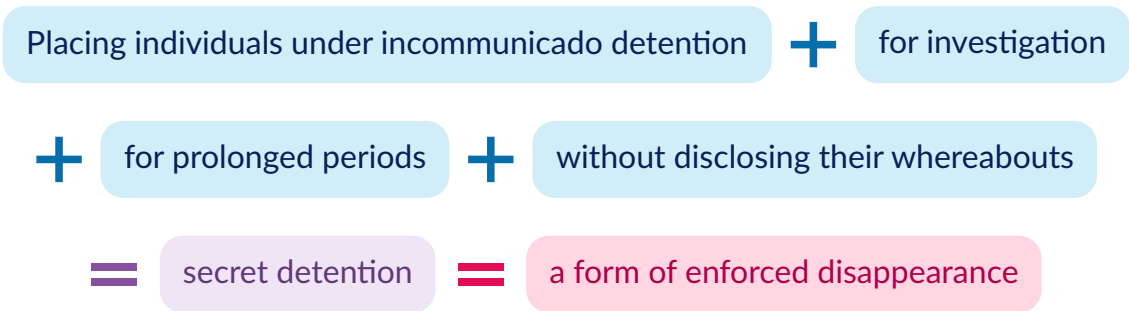 Placing individuals under incommunicado detention + for investigation
+ for prolonged periods + without disclosing their whereabouts
= secret detention = a form of enforced disappearance